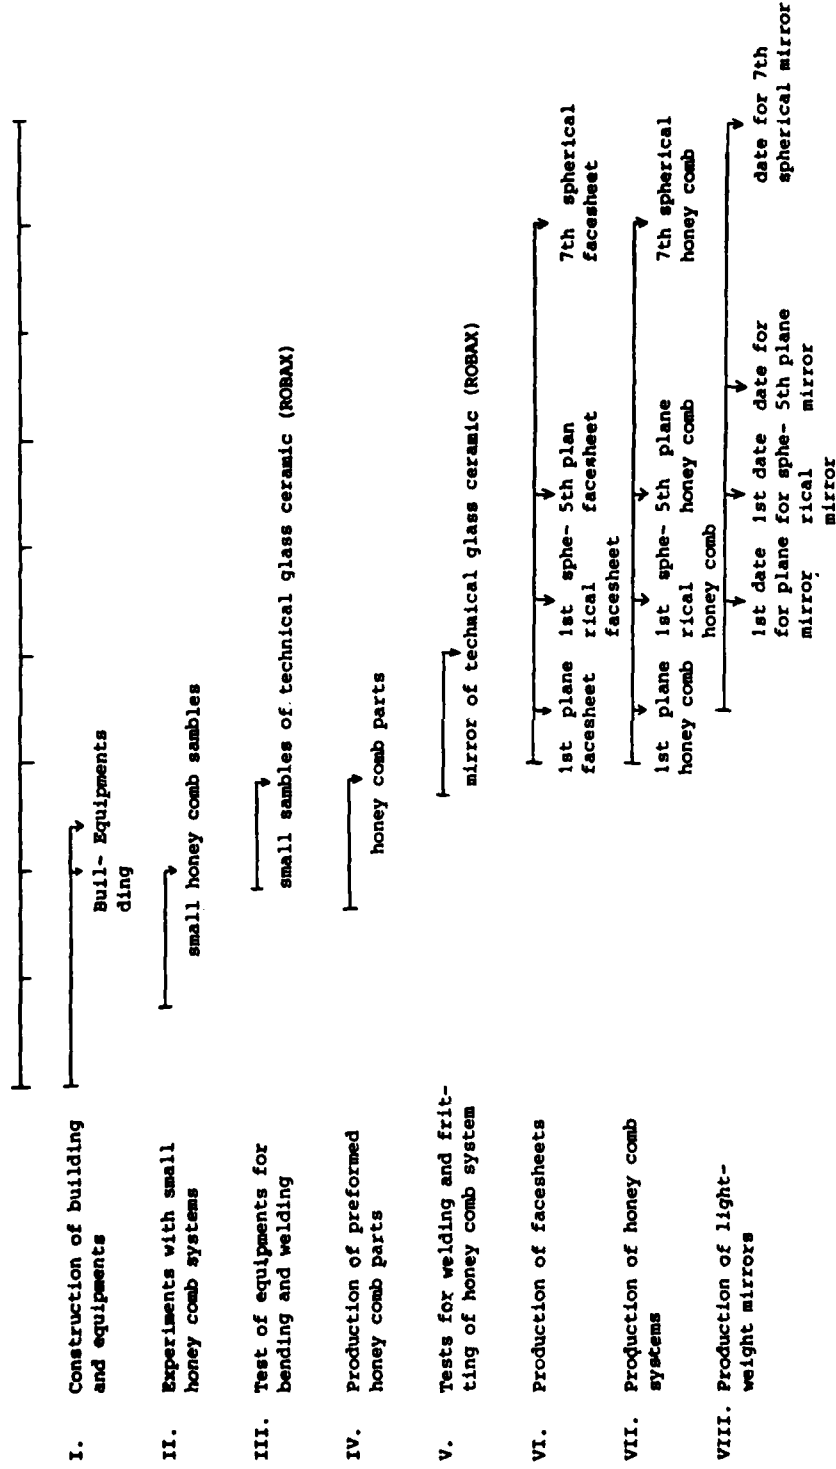 I. Construction of building
and equipments
Buil- Equipments
ding
II. Experiments with small
honey comb systems
small honey comb sambles
III. Test of equipments for
bending and welding
small sambles of technical glass ceramic (ROBAX)
IV. Production of preformed
honey comb parts
honey comb parts
V. Tests for welding and frit-
ting of honey comb system
mirror of technical glass ceramic (ROBAX)
VI. Production of facesheets
1st plane 1st sphe- 5th plan 7th spherical
facesheet rical facesheet facesheet
facesheet
VII. Production of honey comb
systems
1st plane 1st sphe- 5th plane 7th spherical
honey comb rical honey comb honey comb
honey comb
VIII. Production of light-
weight mirrors
1st date 1st date date for date for 7th
for plane for sphe- 5th plane spherical mirror
mirror rical mirror
mirror